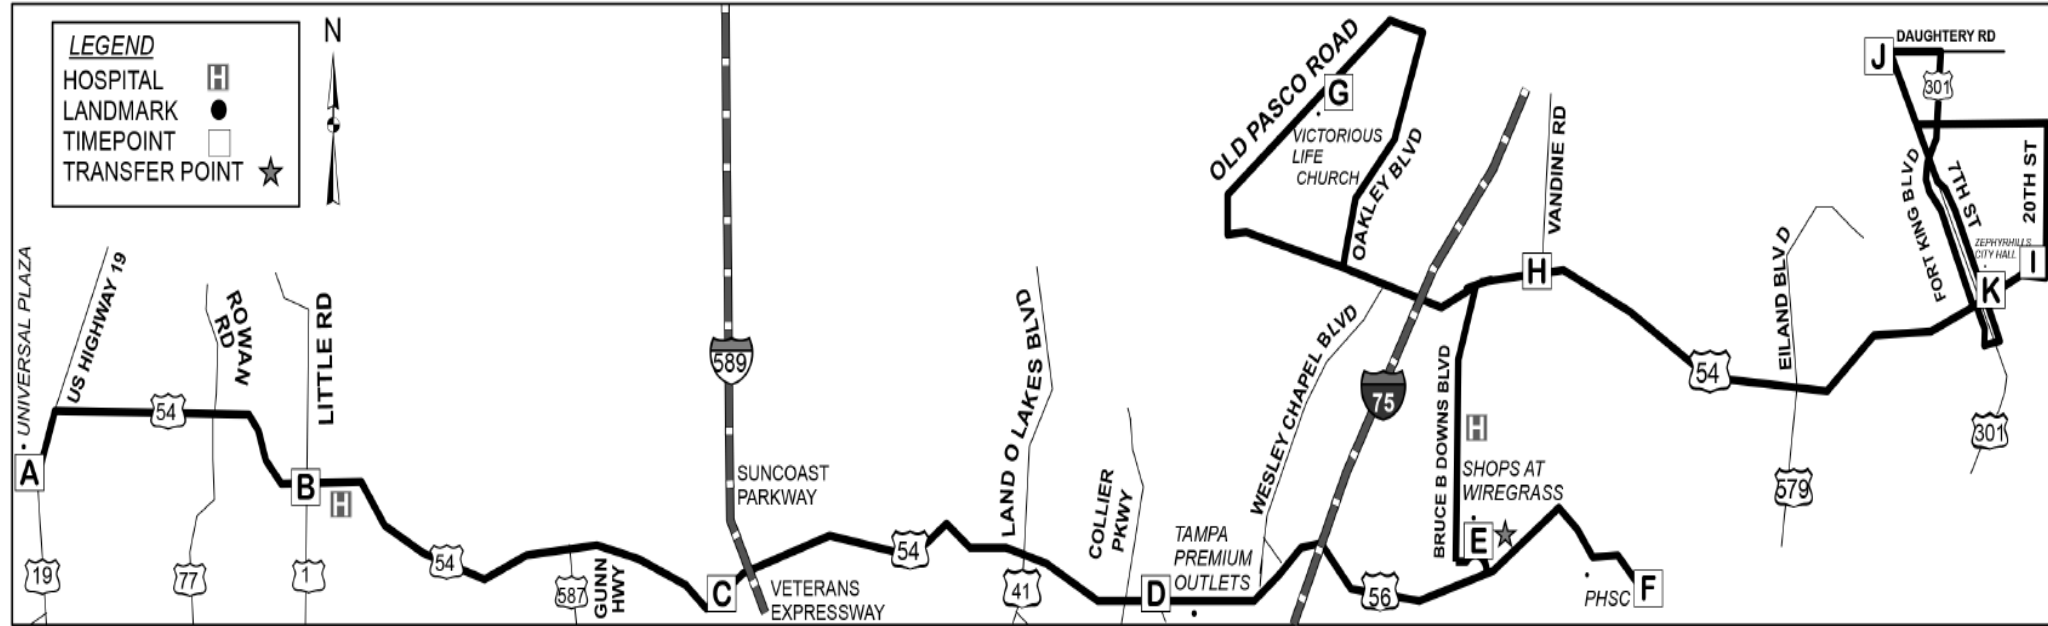 LEGEND
HOSPITAL H
LANDMARK
TIMEPOINT
TRANSFER POINT
N
UNIVERSAL PLAZA
US HIGHWAY 19
ROWAN
RD
LITTLE RD
A
54
B
H
19
77
1
54
587
GUNN
HWY
589
SUNCOAST
PARKWAY
C
VETERANS
EXPRESSWAY
54
LAND O LAKES BLVD
41
COLLIER
PKWY
D
TAMPA
PREMIUM
OUTLETS
WESLEY CHAPEL BLVD
OLD PASCO ROAD
G
VICTORIOUS
LIFE
CHURCH
OAKLEY BLVD
75
56
VANDINE RD
H
BRUCE B DOWNS BLVD
H
SHOPS AT
WIREGRASS
E
PHSC
F
54
EILAND BLVD
579
J
DAUGHTERY RD
301
FORT KING BLVD
7TH ST
20TH ST
ZEPHYRHILLS
CITY HALL
I
K
301